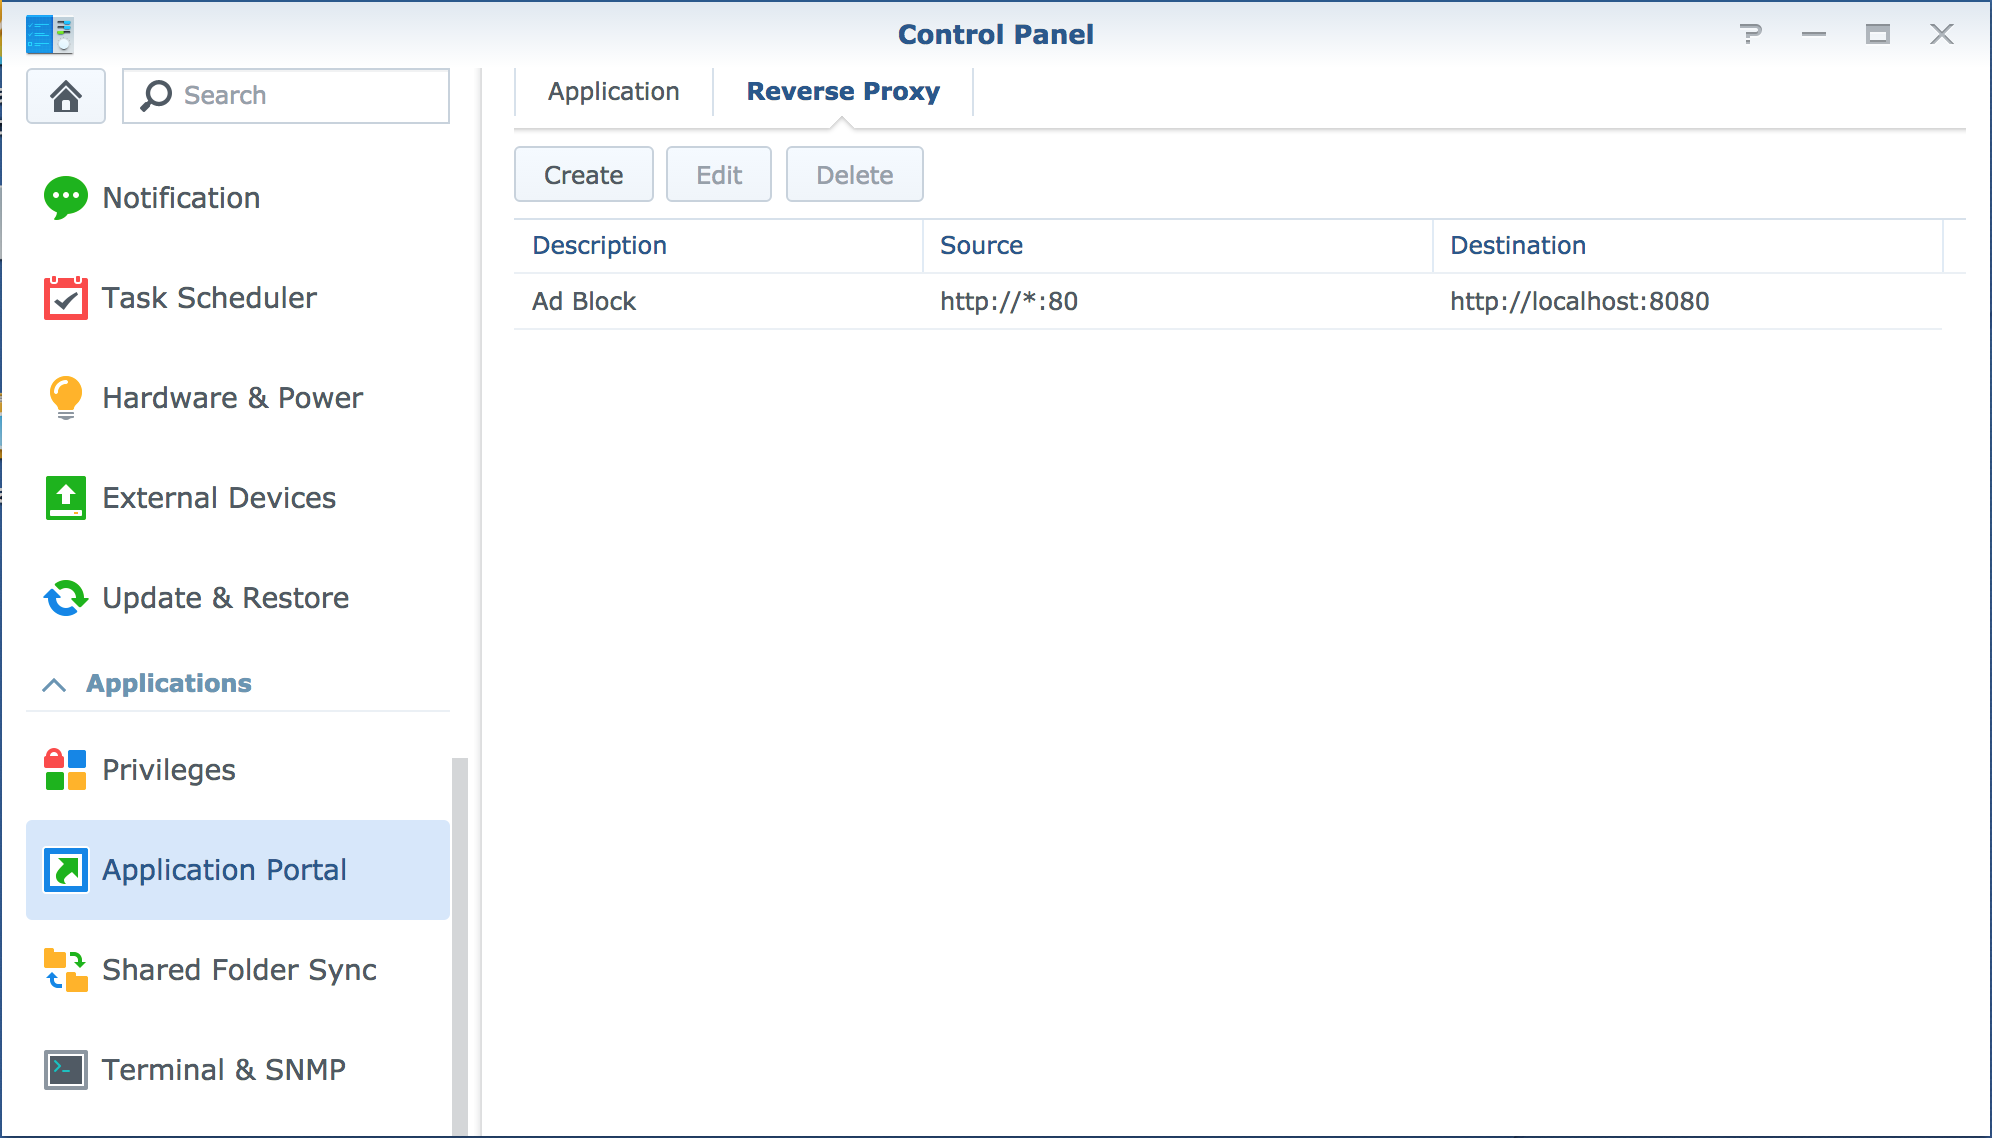 Control Panel
Search
Notification
Task Scheduler
Hardware & Power
External Devices
Update & Restore
Applications
Privileges
Application Portal
Shared Folder Sync
Terminal & SNMP
Application Reverse Proxy
Create Edit Delete
Description Source Destination
Ad Block http://*:80 http://localhost:8080